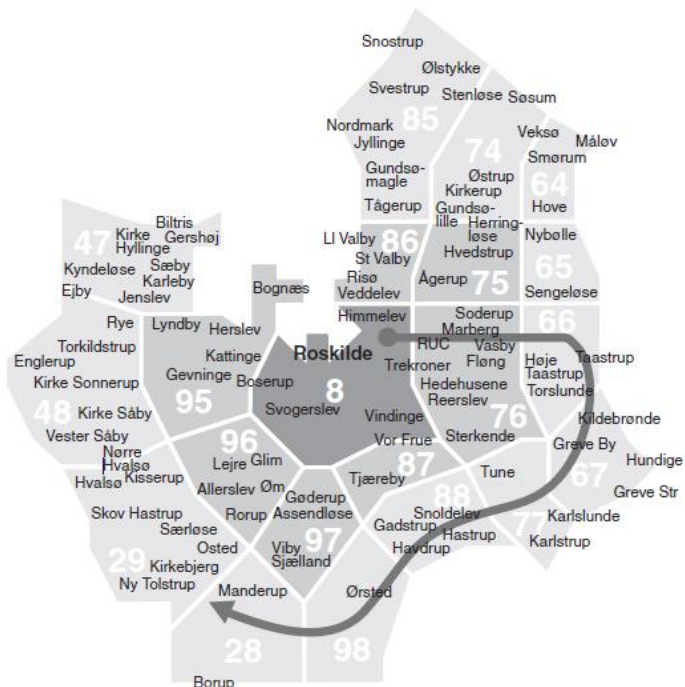 Snostrup
Ølstykke
Svestrup
Stenløse
Søsum
85
Nordmark
Jyllinge
Veksø
Måløv
74
Smørum
Gundsø-
magle
Østrup
Kirkerup
64
Tågerup
Gundsø-
lille
Hove
Herring-
løse
47
Biltris
Kirke
Hyllinge
Gershøj
Ll Valby
86
St Valby
Hvedstrup
Nybølle
65
Kyndeløse
Sæby
Karleby
Ejby
Jenslev
Bognæs
Risø
Veddelev
Ågerup
75
Sengeløse
Rye
Lyndby
Herslev
Himmelev
Soderup
Marberg
66
Torkildstrup
Kattinge
Roskilde
RUC
Vasby
Fløng
Høje
Taastrup
Taastrup
Englerup
Kirke Sonnerup
Gevninge
Boserup
8
Trekroner
Hedehusene
Reerslev
Torslunde
48
Kirke Såby
95
Svogerslev
Vindinge
76
Kildebrønde
Vester Såby
96
Vor Frue
Sterkende
Greve By
Nørre
Hvalsø
Hvalsø
Kisserup
Lejre
Glim
87
Tjæreby
Tune
67
Hundige
Allerslev
Øm
Gøderup
Assendløse
88
Snoldelev
Greve Str
Skov Hastrup
Særløse
Rorup
97
Gadstrup
Hastrup
77
Karlslunde
Karlstrup
29
Osted
Kirkebjerg
Ny Tolstrup
Viby
Sjælland
Havdrup
Manderup
Ørsted
28
98
Borup